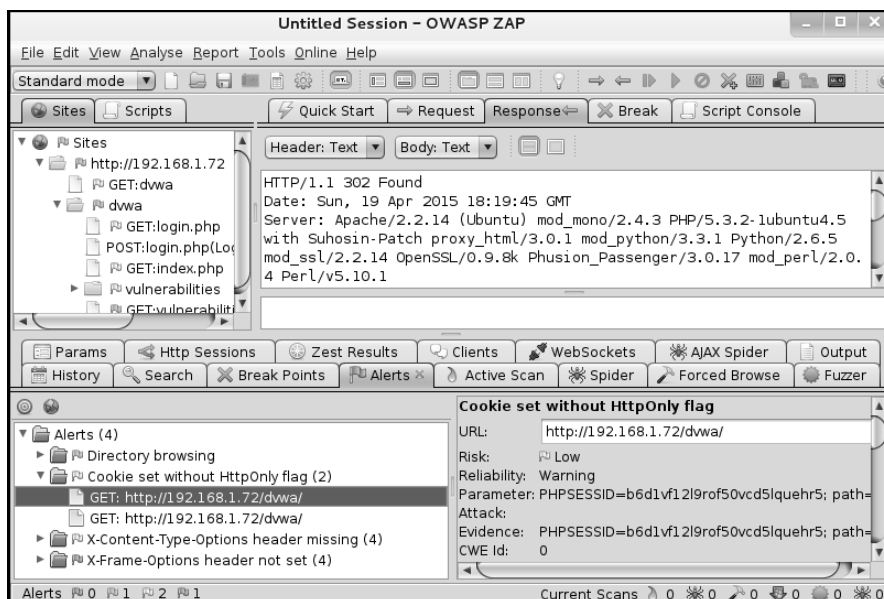 Untitled Session - OWASP ZAP
File Edit View Analyse Report Tools Online Help
Standard mode
Sites Scripts
Quick Start Request Response Break Script Console
Sites
http://192.168.1.72
GET:dvwa
dvwa
GET:login.php
POST:login.php(Log
GET:index.php
vulnerabilities
GET:vulnerabiliti
Header: Text Body: Text
HTTP/1.1 302 Found
Date: Sun, 19 Apr 2015 18:19:45 GMT
Server: Apache/2.2.14 (Ubuntu) mod_mono/2.4.3 PHP/5.3.2-1ubuntu4.5
with Suhosin-Patch proxy_html/3.0.1 mod_python/3.3.1 Python/2.6.5
mod_ssl/2.2.14 OpenSSL/0.9.8k Phusion_Passenger/3.0.17 mod_perl/2.0.
4 Perl/v5.10.1
Params Http Sessions Zest Results Clients WebSockets AJAX Spider Output
History Search Break Points Alerts Active Scan Spider Forced Browse Fuzzer
Alerts (4)
Directory browsing
Cookie set without HttpOnly flag (2)
GET: http://192.168.1.72/dvwa/
GET: http://192.168.1.72/dvwa/
X-Content-Type-Options header missing (4)
X-Frame-Options header not set (4)
Cookie set without HttpOnly flag
URL: http://192.168.1.72/dvwa/
Risk: Low
Reliability: Warning
Parameter: PHPSESSID=b6d1vf12l9rof50vcd5lquehr5; path=
Attack:
Evidence: PHPSESSID=b6d1vf12l9rof50vcd5lquehr5; path=
CWE Id: 0
Alerts 0 1 2 1 Current Scans 0 0 0 0 0 0